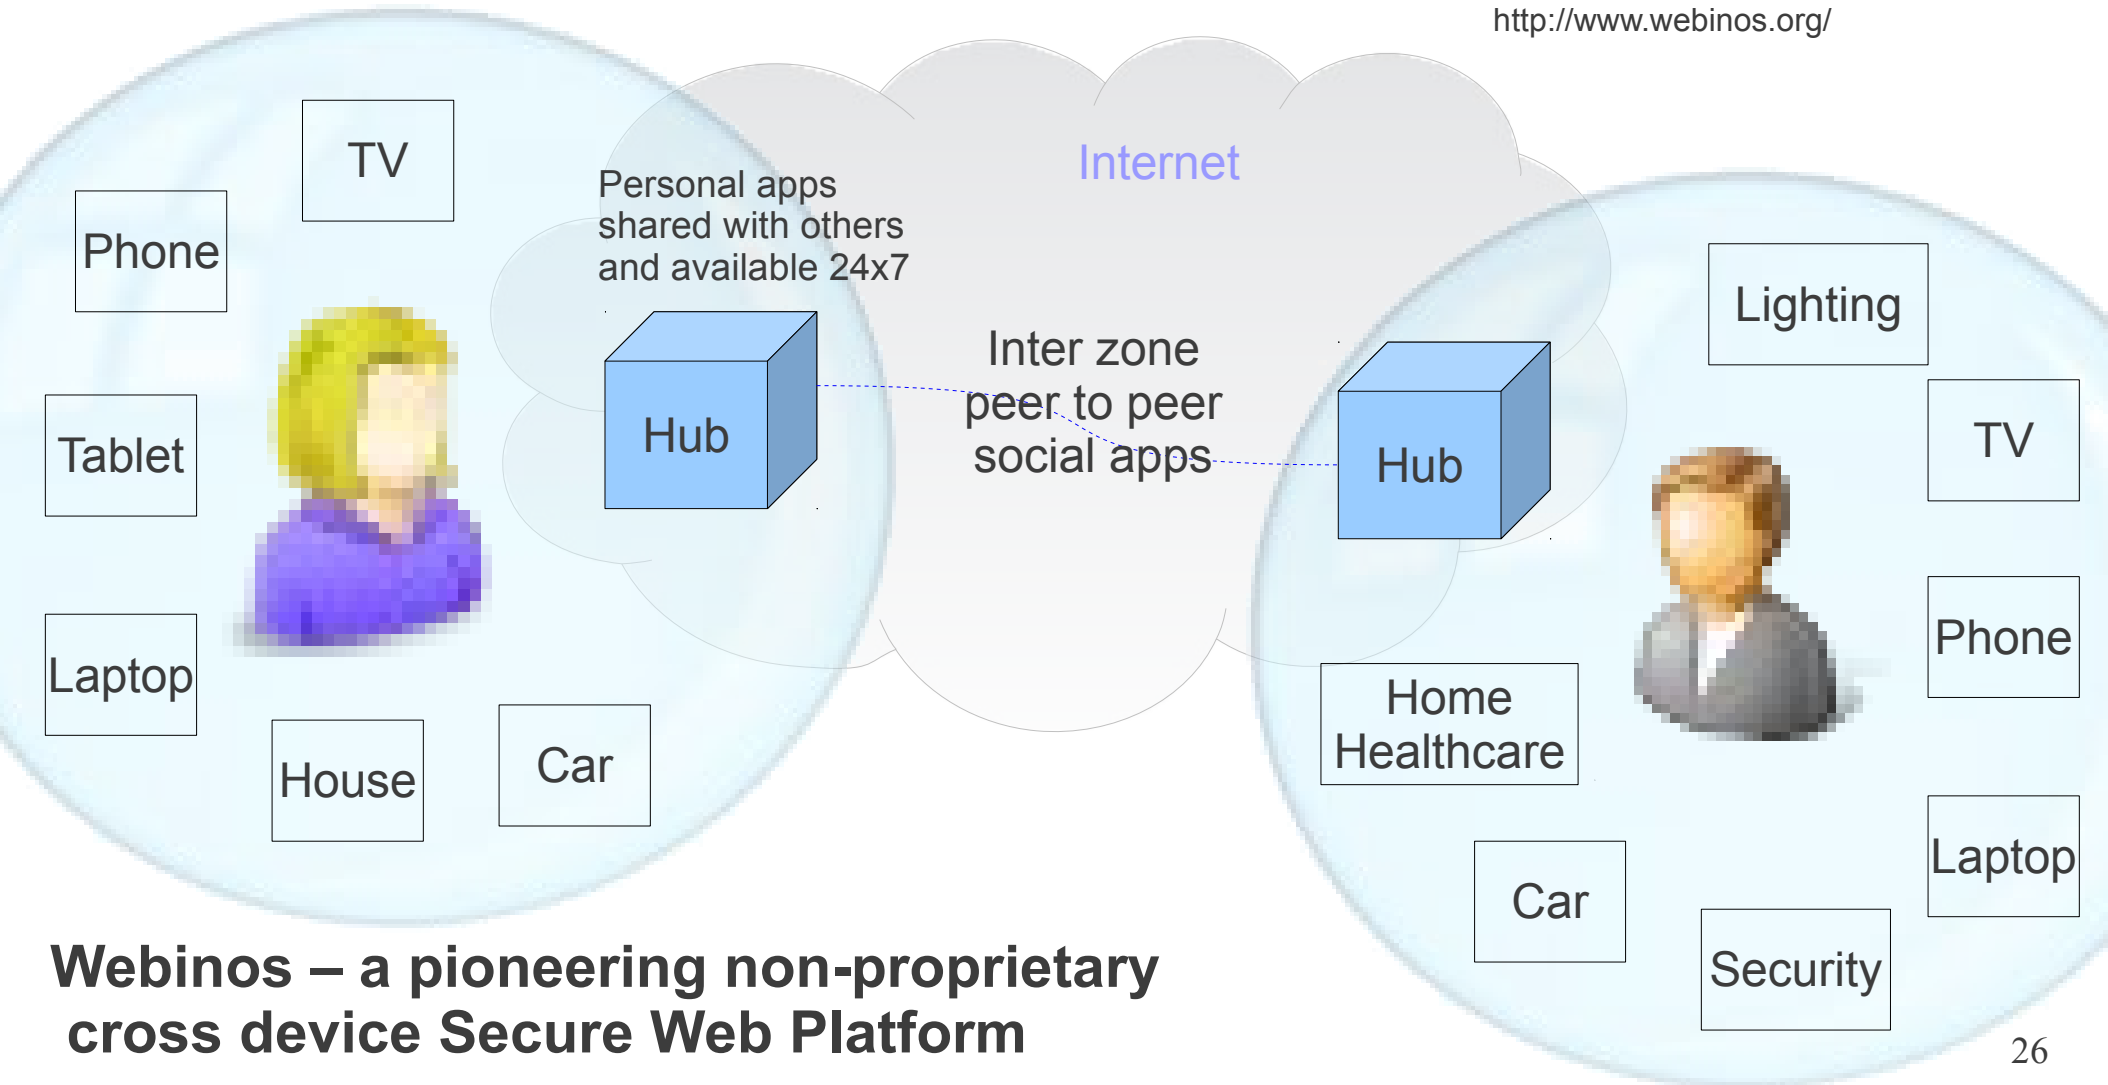 http://www.webinos.org/
TV
Phone
Tablet
Laptop
House
Car
Personal apps
shared with others
and available 24x7
Hub
Internet
Inter zone
peer to peer
social apps
Hub
Lighting
TV
Phone
Home
Healthcare
Laptop
Car
Security
Webinos – a pioneering non-proprietary
cross device Secure Web Platform
26